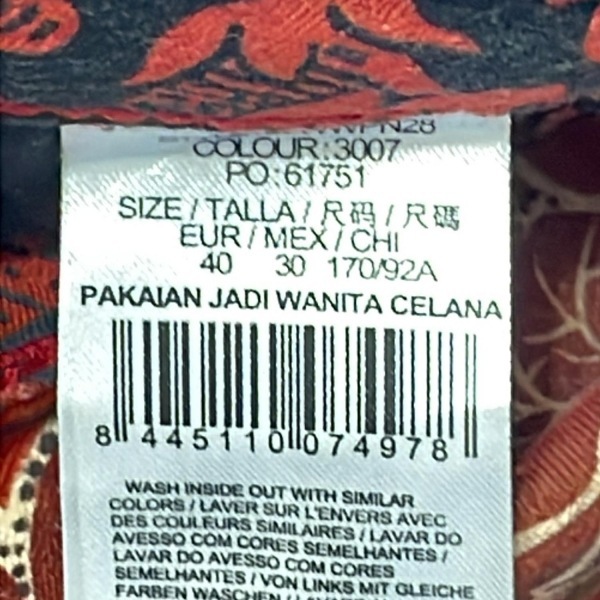 COLOUR:3007
PO:61751
SIZE / TALLA / 尺码 / 尺碼
EUR / MEX / CHI
40 30 170/92A
PAKAIAN JADI WANITA CELANA
8 445110 074978
WASH INSIDE OUT WITH SIMILAR
COLORS / LAVER SUR L'ENVERS AVEC
DES COULEURS SIMILAIRES / LAVAR DO
AVESSO COM CORES SEMELHANTES /
LAVAR DO AVESSO COM CORES
SEMELHANTES / VON LINKS MIT GLEICHE
FARBEN WASCHEN /